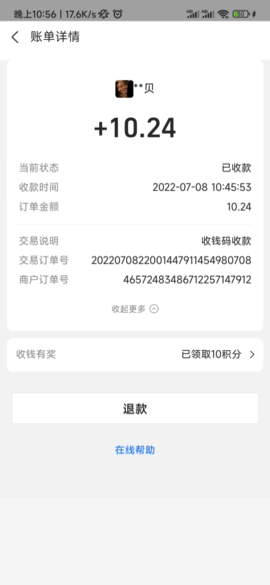 晚上10:56 | 17.6K/s
账单详情
**贝
+10.24
当前状态 已收款
收款时间 2022-07-08 10:45:53
订单金额 10.24
交易说明 收钱码收款
交易订单号 2022070822001447911454980708
商户订单号 46572483486712257147912
收起更多
收钱有奖 已领取10积分
退款
在线帮助